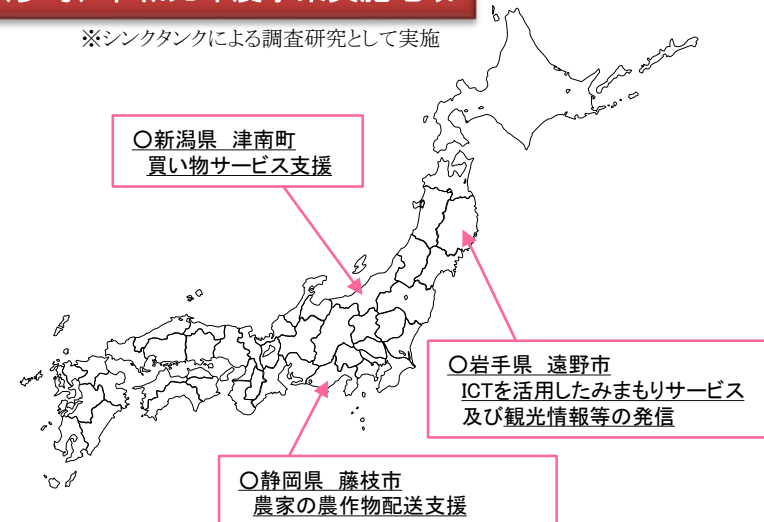 ※シンクタンクによる調査研究として実施
○新潟県 津南町
買い物サービス支援
○岩手県 遠野市
ICTを活用したみまもりサービス
及び観光情報等の発信
○静岡県 藤枝市
農家の農作物配送支援